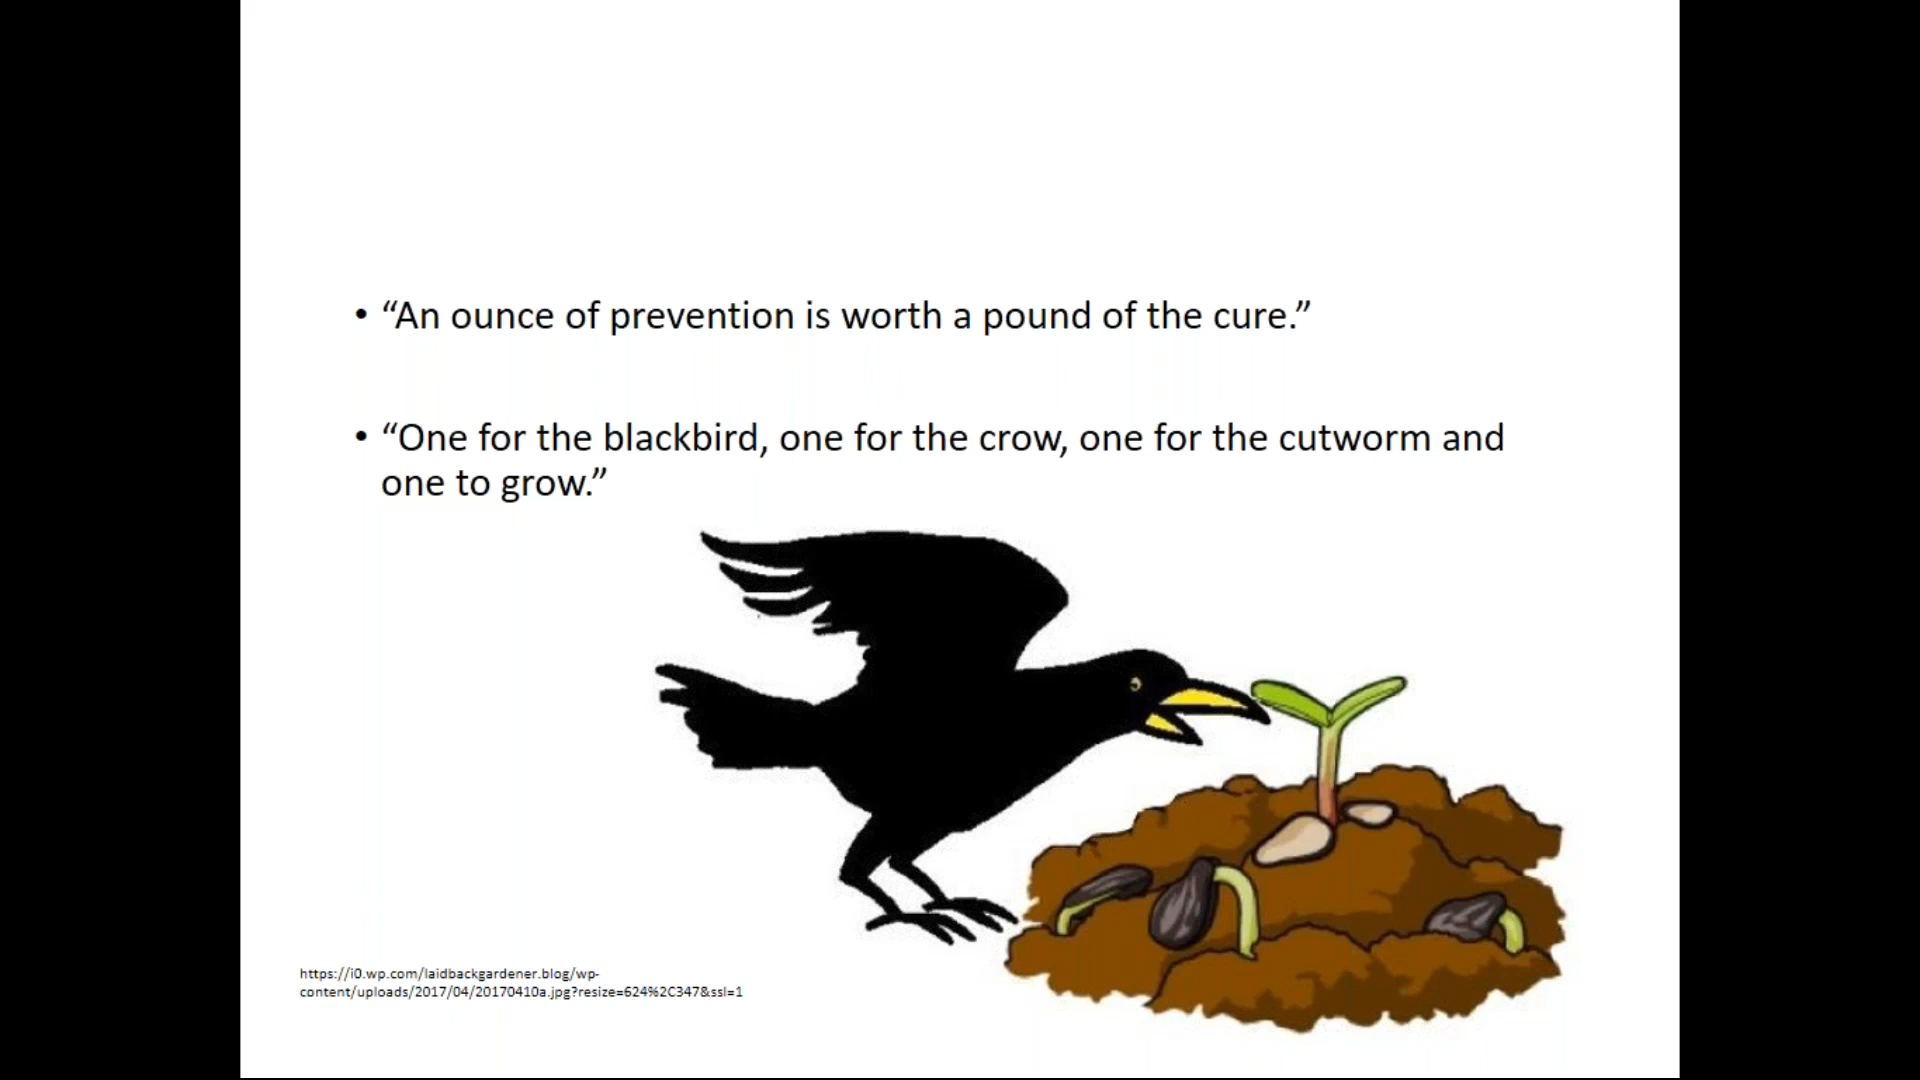 • “An ounce of prevention is worth a pound of the cure.”
• “One for the blackbird, one for the crow, one for the cutworm and
one to grow.”
https://i0.wp.com/laidbackgardener.blog/wp-
content/uploads/2017/04/20170410a.jpg?resize=624%2C347&ssl=1